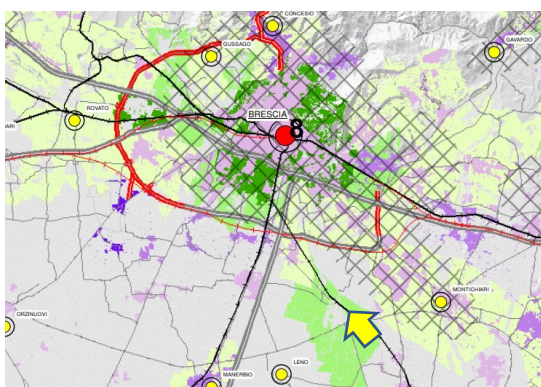 CONCESIO
GUSSAGO
GAVARDO
ROVATO
BRESCIA
8
MONTICHIARI
ORZINUOVI
LENO
MANERBIO